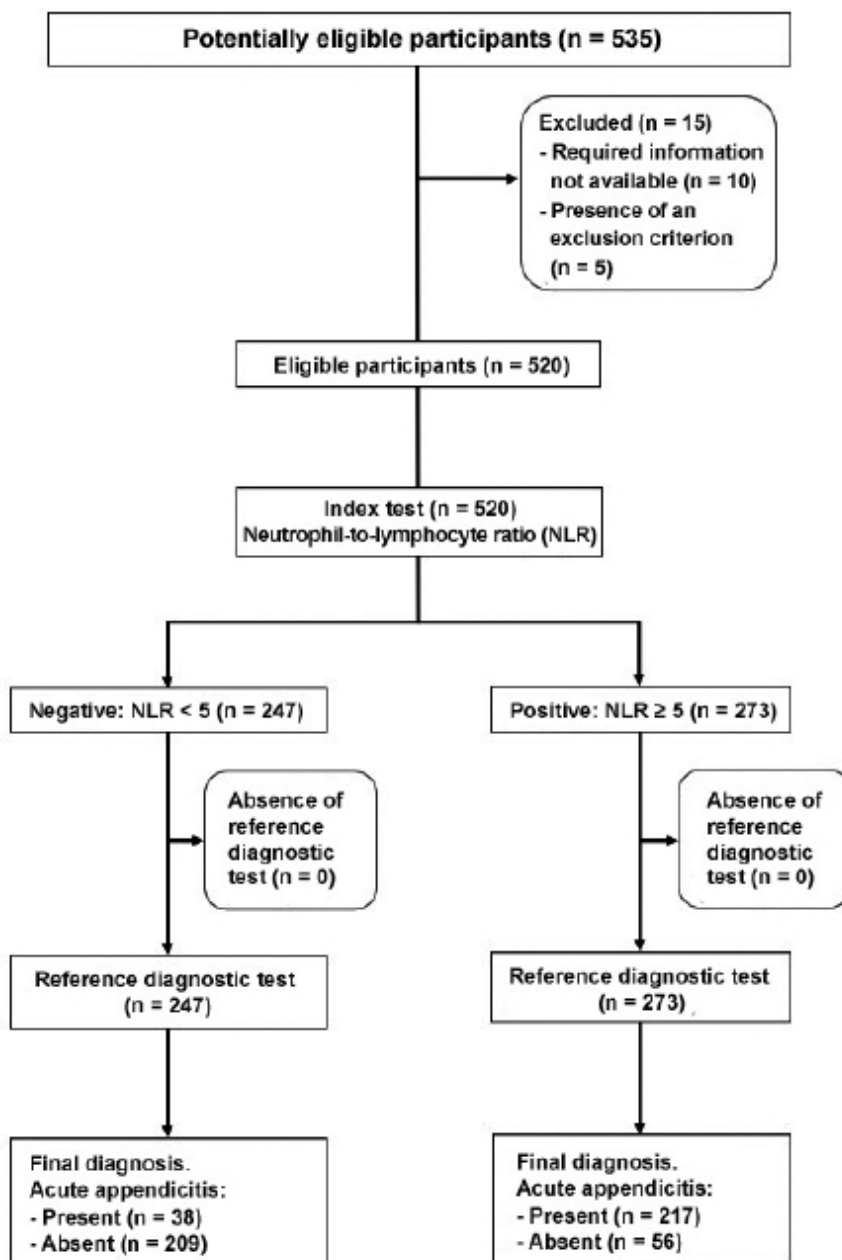 Potentially eligible participants (n = 535)
Excluded (n = 15)
- Required information
not available (n = 10)
- Presence of an
exclusion criterion
(n = 5)
Eligible participants (n = 520)
Index test (n = 520)
Neutrophil-to-lymphocyte ratio (NLR)
Negative: NLR < 5 (n = 247)
Positive: NLR ≥ 5 (n = 273)
Absence of
reference
diagnostic
test (n = 0)
Absence of
reference
diagnostic
test (n = 0)
Reference diagnostic test
(n = 247)
Reference diagnostic test
(n = 273)
Final diagnosis.
Acute appendicitis:
- Present (n = 38)
- Absent (n = 209)
Final diagnosis.
Acute appendicitis:
- Present (n = 217)
- Absent (n = 56)